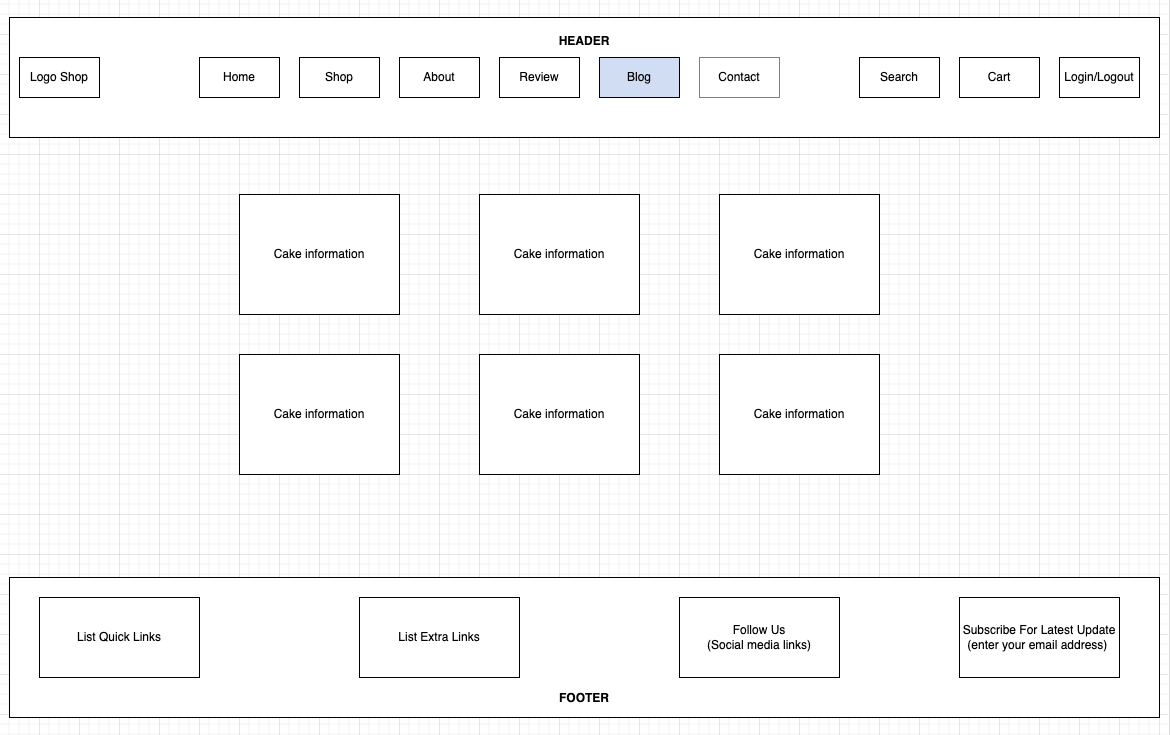 HEADER
Logo Shop
Home
Shop
About
Review
Blog
Contact
Search
Cart
Login/Logout
Cake information
Cake information
Cake information
Cake information
Cake information
Cake information
List Quick Links
List Extra Links
Follow Us
(Social media links)
Subscribe For Latest Update
(enter your email address)
FOOTER